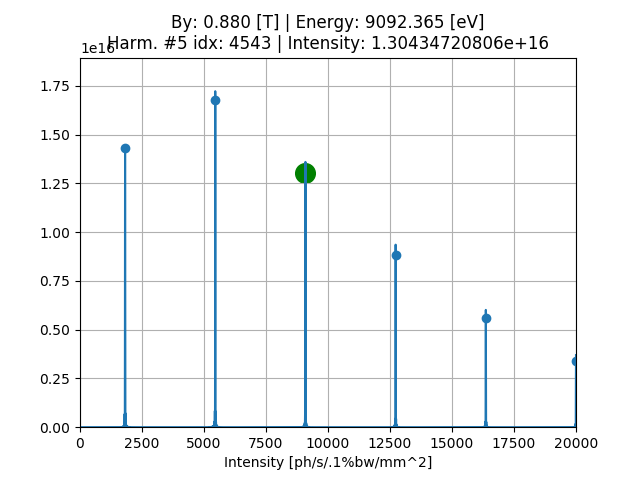 By: 0.880 [T] | Energy: 9092.365 [eV]
Harm. #5 idx: 4543 | Intensity: 1.30434720806e+16
1e16
1.75
1.50
1.25
1.00
0.75
0.50
0.25
0.00
0 2500 5000 7500 10000 12500 15000 17500 20000
Intensity [ph/s/.1%bw/mm^2]